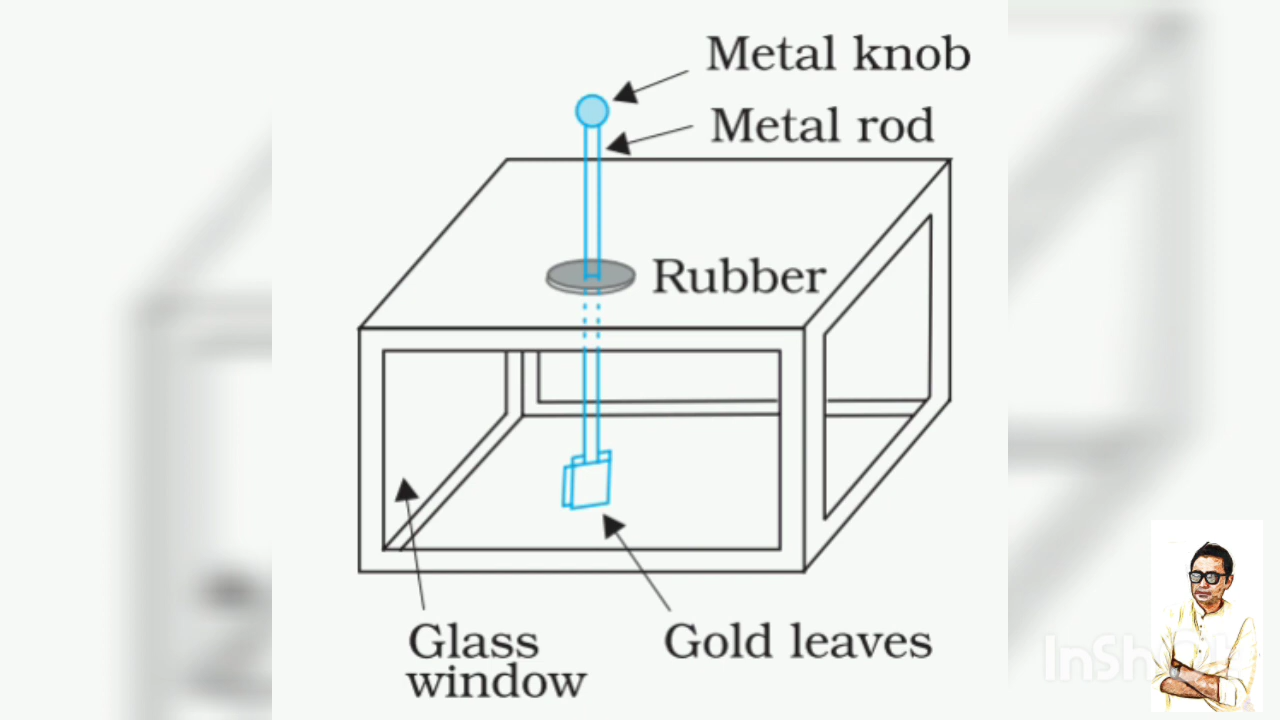 Metal knob
Metal rod
Rubber
Glass
window
Gold leaves